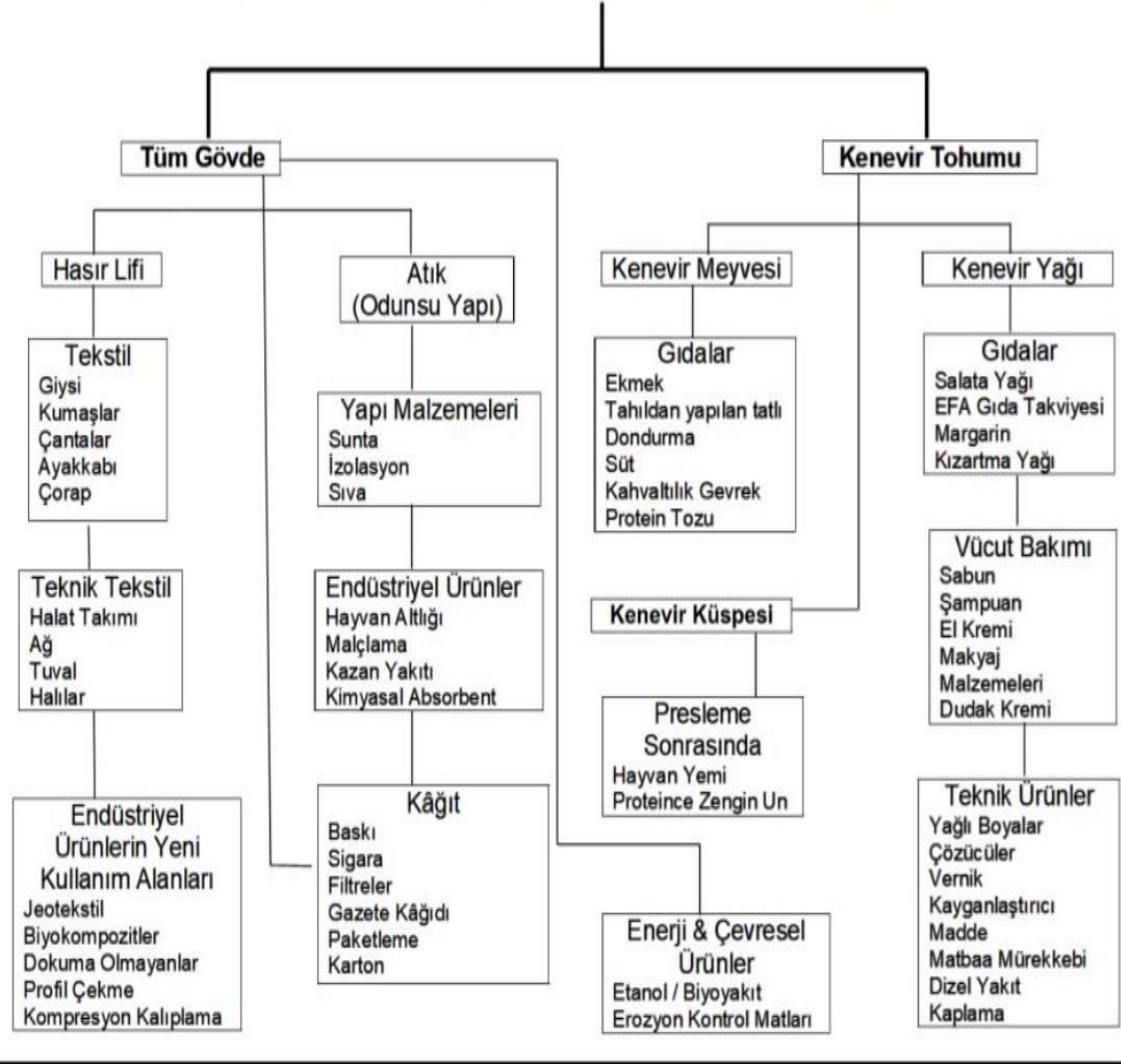 Tüm Gövde
Kenevir Tohumu
Hasır Lifi
Atık
(Odunsu Yapı)
Kenevir Meyvesi
Kenevir Yağı
Tekstil
Giysi
Kumaşlar
Çantalar
Ayakkabı
Çorap
Yapı Malzemeleri
Sunta
İzolasyon
Sıva
Gıdalar
Ekmek
Tahıldan yapılan tatlı
Dondurma
Süt
Kahvaltılık Gevrek
Protein Tozu
Gıdalar
Salata Yağı
EFA Gıda Takviyesi
Margarin
Kızartma Yağı
Teknik Tekstil
Halat Takımı
Ağ
Tuval
Halılar
Endüstriyel Ürünler
Hayvan Altlığı
Malçlama
Kazan Yakıtı
Kimyasal Absorbent
Kenevir Küspesi
Vücut Bakımı
Sabun
Şampuan
El Kremi
Makyaj
Malzemeleri
Dudak Kremi
Presleme
Sonrasında
Hayvan Yemi
Proteince Zengin Un
Endüstriyel
Ürünlerin Yeni
Kullanım Alanları
Jeotekstil
Biyokompozitler
Dokuma Olmayanlar
Profil Çekme
Kompresyon Kalıplama
Kâğıt
Baskı
Sigara
Filtreler
Gazete Kâğıdı
Paketleme
Karton
Enerji & Çevresel
Ürünler
Etanol / Biyoyakıt
Erozyon Kontrol Matları
Teknik Ürünler
Yağlı Boyalar
Çözücüler
Vernik
Kayganlaştırıcı
Madde
Matbaa Mürekkebi
Dizel Yakıt
Kaplama